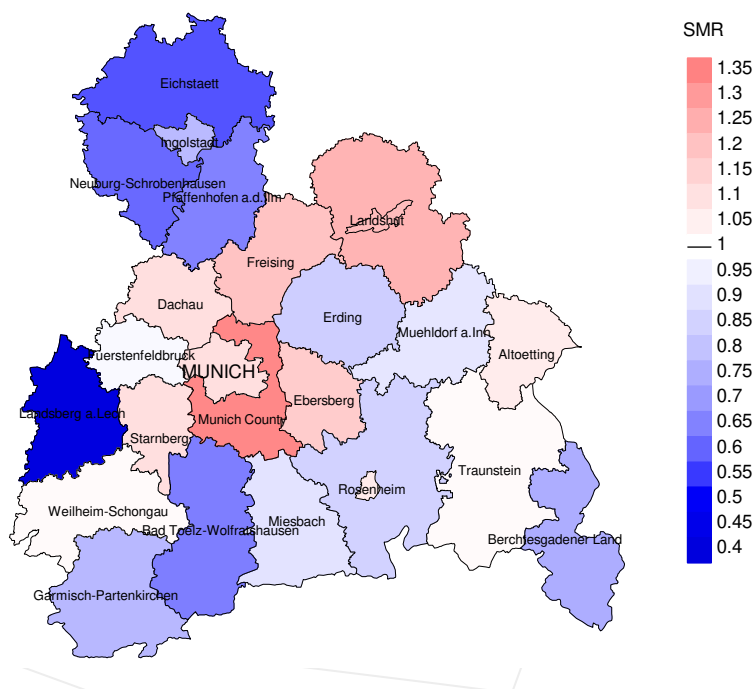 SMR
1.35
1.3
1.25
1.2
1.15
1.1
1.05
1
0.95
0.9
0.85
0.8
0.75
0.7
0.65
0.6
0.55
0.5
0.45
0.4
Eichstaett
Ingolstadt
Neuburg-Schrobenhausen
Pfaffenhofen a.d.Ilm
Landshut
Freising
Dachau
Erding
Muehldorf a.Inn
Altoetting
Fuerstenfeldbruck
MUNICH
Ebersberg
Landsberg a.Lech
Munich County
Starnberg
Traunstein
Rosenheim
Weilheim-Schongau
Miesbach
Bad Toelz-Wolfratshausen
Berchtesgadener Land
Garmisch-Partenkirchen